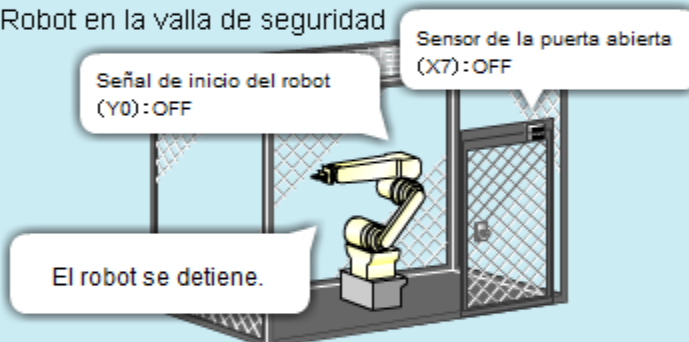 Robot en la valla de seguridad
Sensor de la puerta abierta
(X7):OFF
Señal de inicio del robot
(Y0):OFF
El robot se detiene.